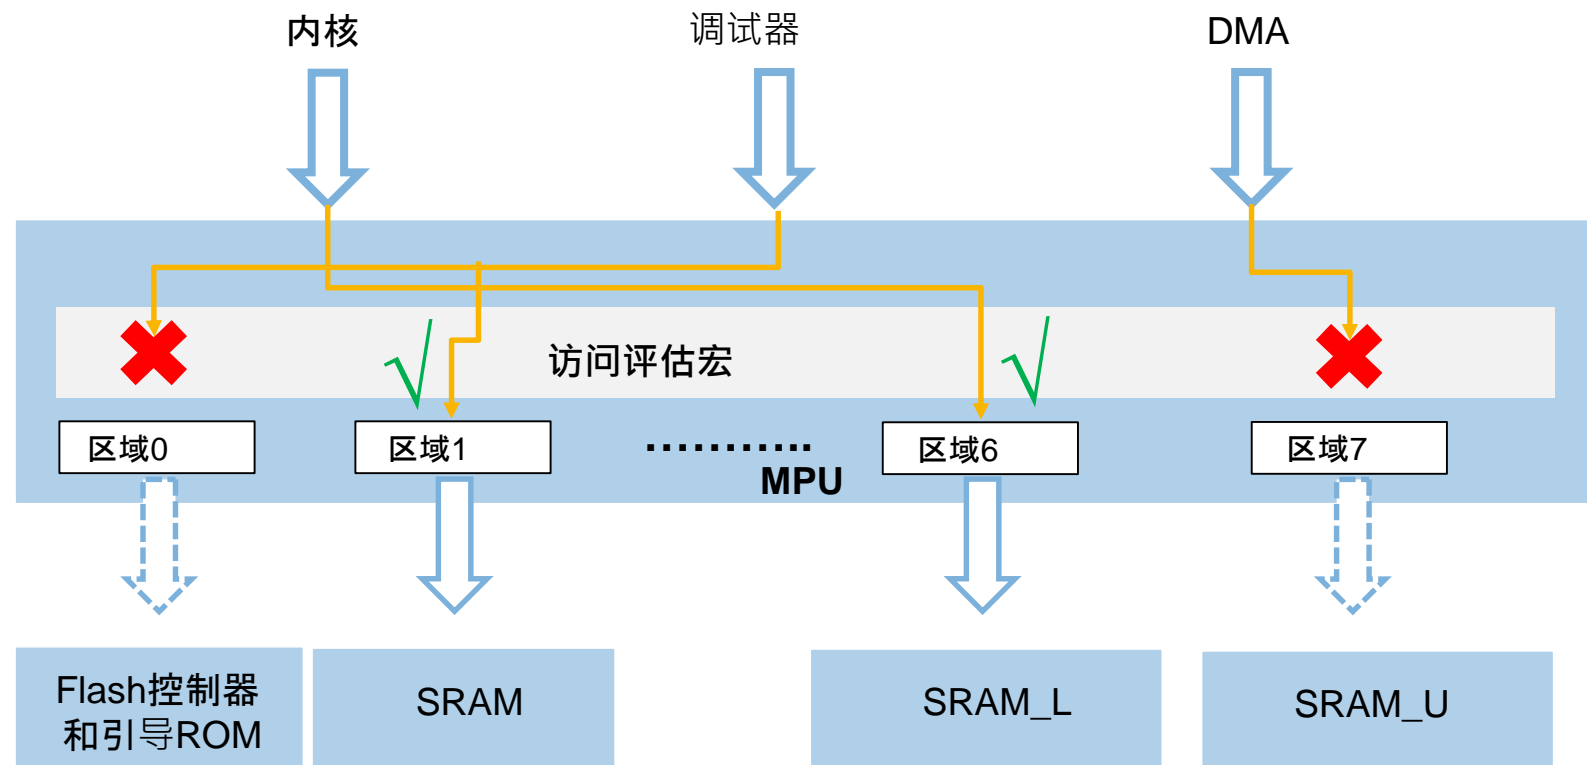 内核
调试器
DMA
访问评估宏
区域0
区域1
...........
区域6
区域7
MPU
Flash控制器
和引导ROM
SRAM
SRAM_L
SRAM_U